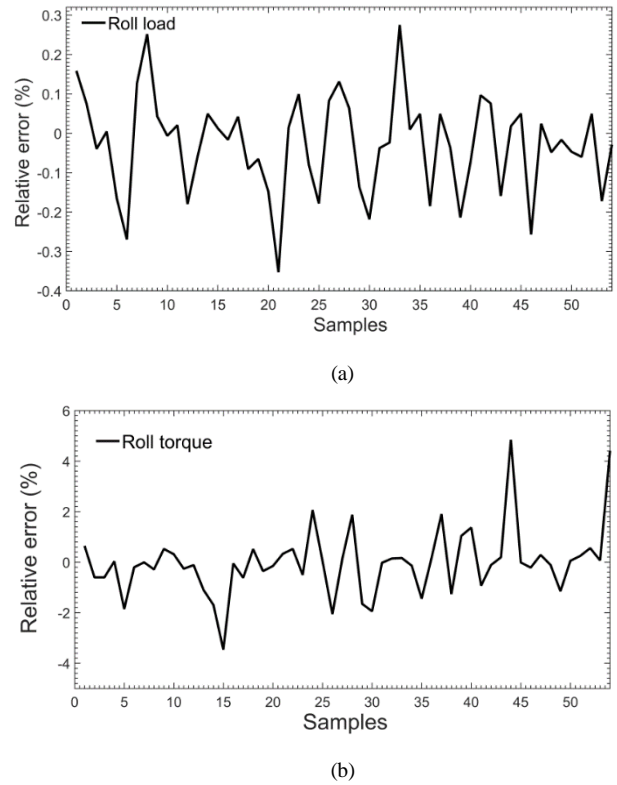 Roll load
Relative error (%)
0.3
0.2
0.1
0
-0.1
-0.2
-0.3
-0.4
0 5 10 15 20 25 30 35 40 45 50
Samples
(a)
Roll torque
Relative error (%)
6
4
2
0
-2
-4
0 5 10 15 20 25 30 35 40 45 50
Samples
(b)